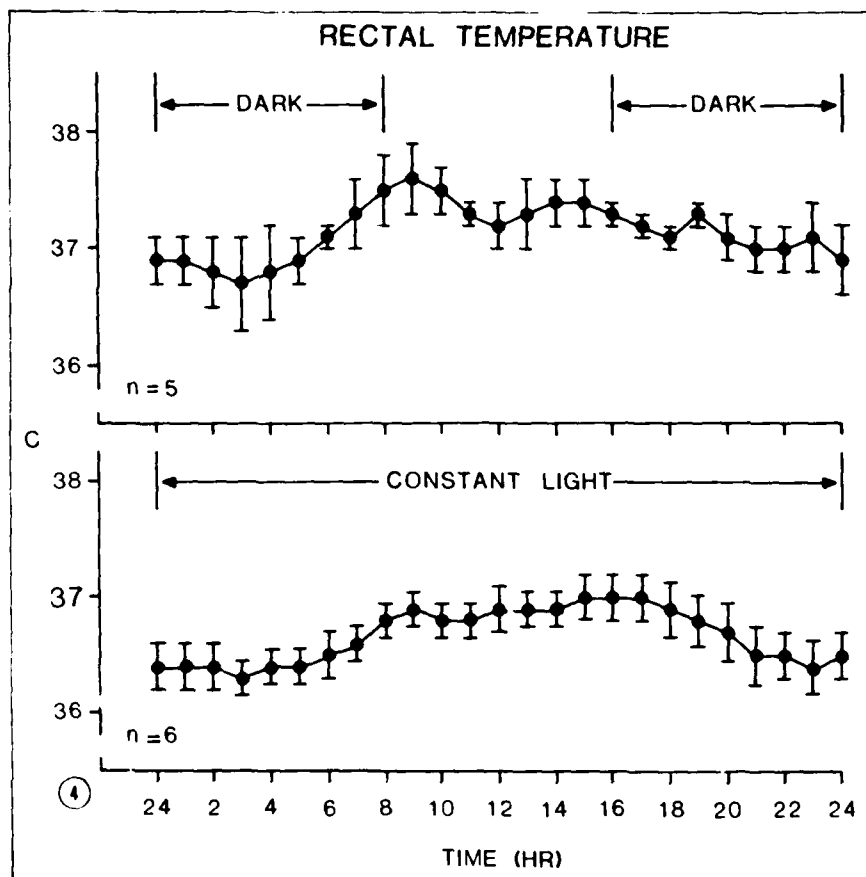 RECTAL TEMPERATURE
DARK DARK
38
37
36
n = 5
C
CONSTANT LIGHT
38
37
36
n = 6
4
24 2 4 6 8 10 12 14 16 18 20 22 24
TIME (HR)